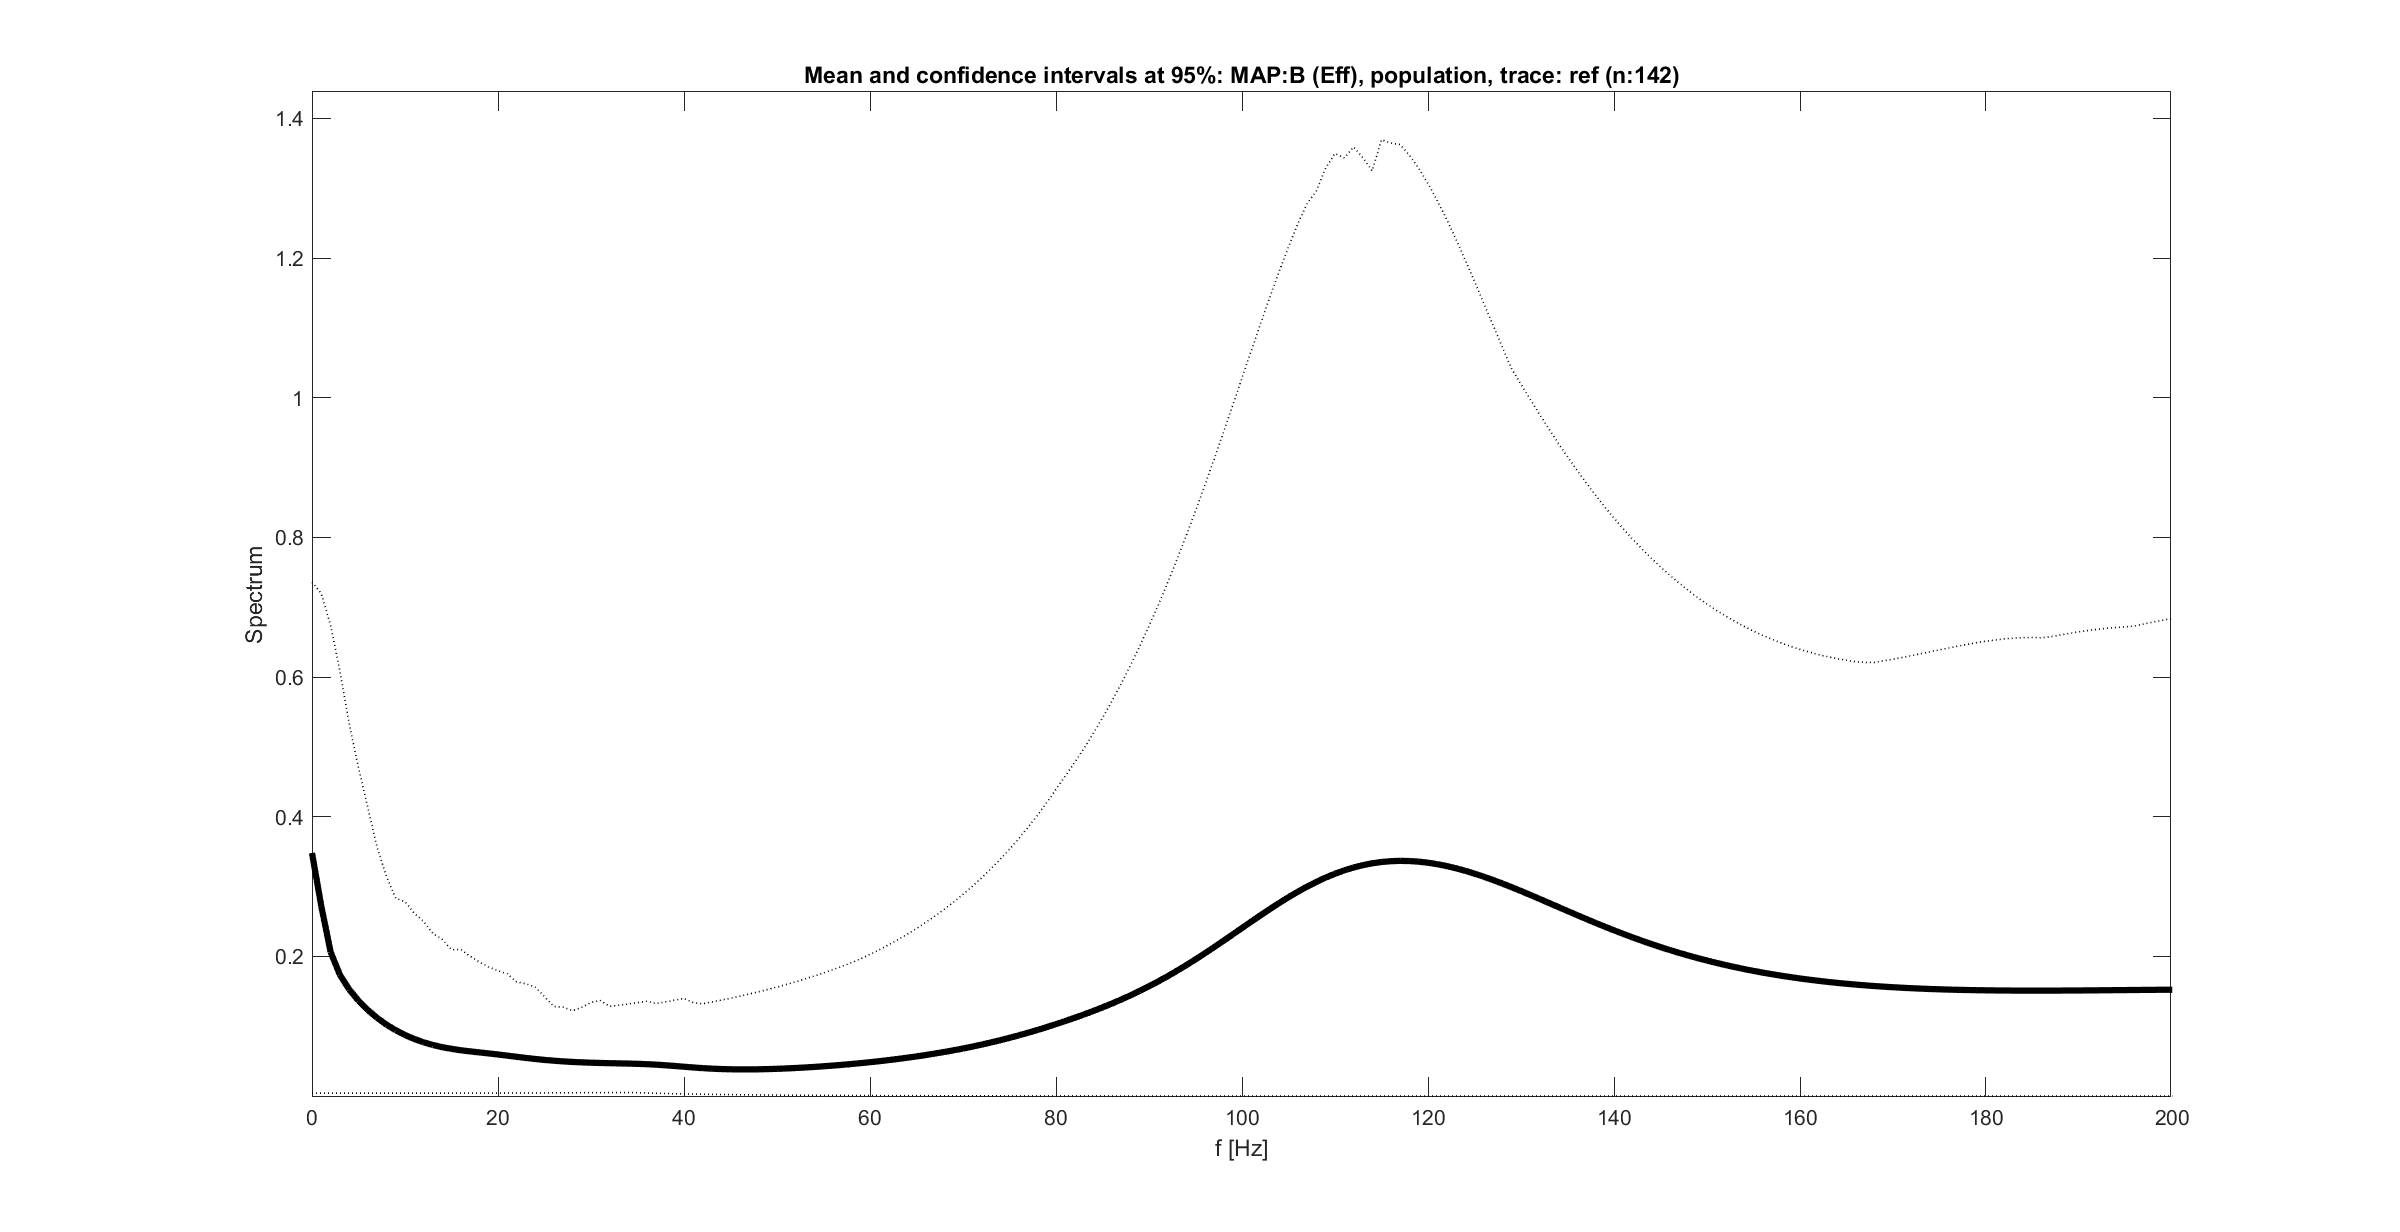 Mean and confidence intervals at 95%: MAP:B (Eff), population, trace: ref (n:142)
1.4
1.2
1
0.8
0.6
0.4
0.2
Spectrum
0 20 40 60 80 100 120 140 160 180 200
f [Hz]